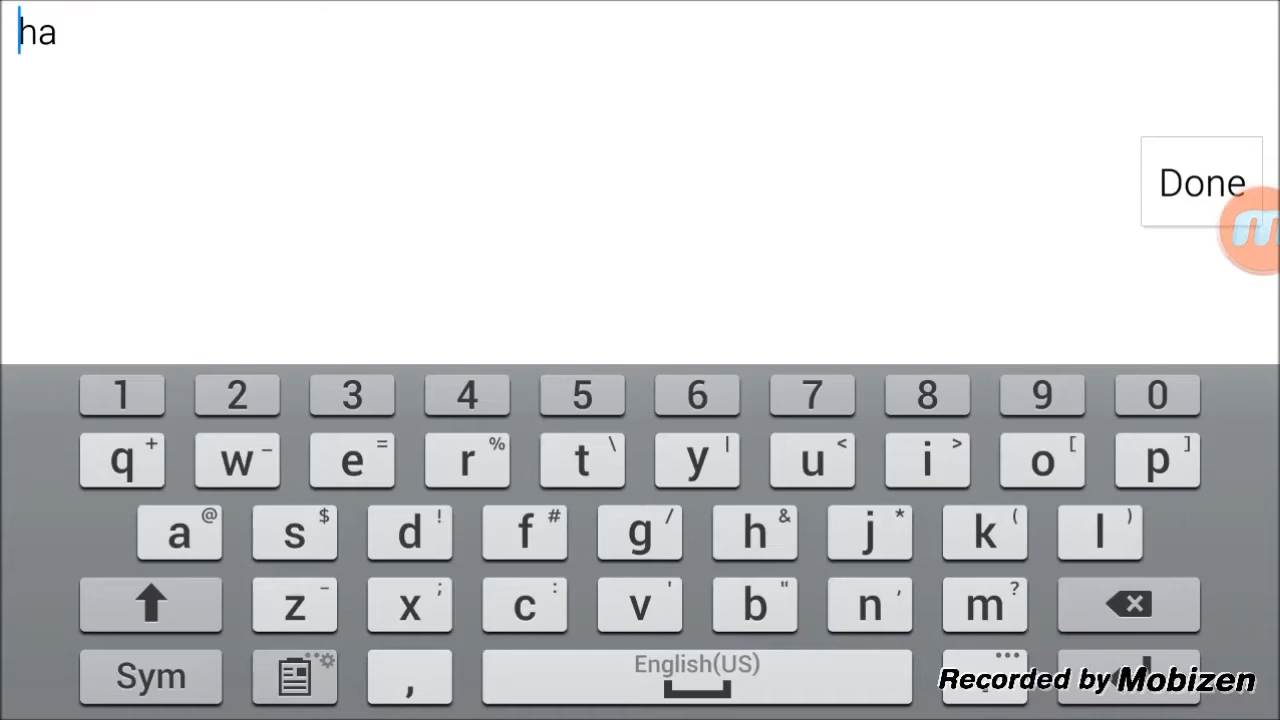 ha
Done
1 2 3 4 5 6 7 8 9 0
q + w - e = r % t \ y | u < i > o [ p ]
a @ s $ d ! f # g / h & j * k ( l )
z - x ; c : v ' b " n , m ?
Sym , English(US)
Recorded by Mobizen